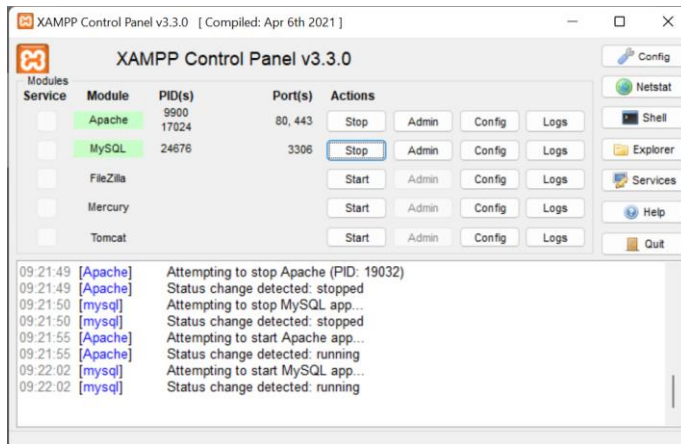 XAMPP Control Panel v3.3.0 [ Compiled: Apr 6th 2021 ]
XAMPP Control Panel v3.3.0
Config
Modules
Service Module PID(s) Port(s) Actions
Netstat
Apache 9900 17024 80, 443 Stop Admin Config Logs
Shell
MySQL 24676 3306 Stop Admin Config Logs
Explorer
FileZilla Start Admin Config Logs
Services
Mercury Start Admin Config Logs
Help
Tomcat Start Admin Config Logs
Quit
09:21:49 [Apache] Attempting to stop Apache (PID: 19032)
09:21:49 [Apache] Status change detected: stopped
09:21:50 [mysql] Attempting to stop MySQL app...
09:21:50 [mysql] Status change detected: stopped
09:21:55 [Apache] Attempting to start Apache app...
09:21:55 [Apache] Status change detected: running
09:22:02 [mysql] Attempting to start MySQL app...
09:22:02 [mysql] Status change detected: running